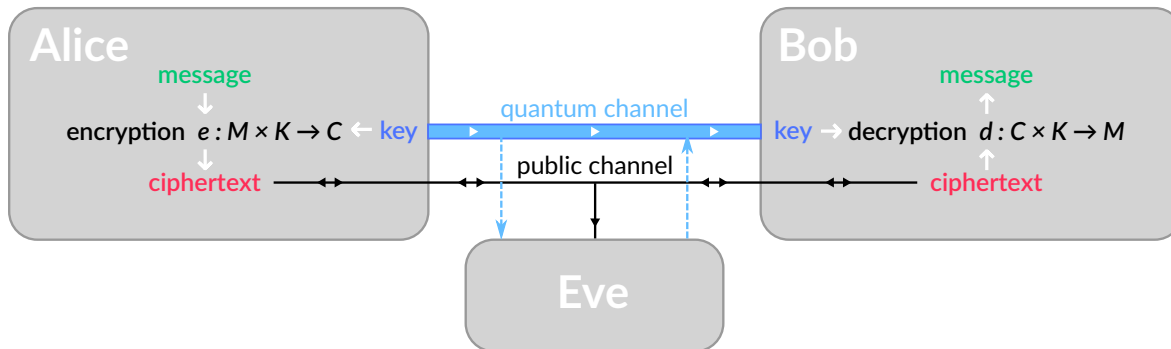 Alice
message
encryption e : M × K → C ← key
ciphertext
quantum channel
public channel
Bob
message
key → decryption d : C × K → M
ciphertext
Eve